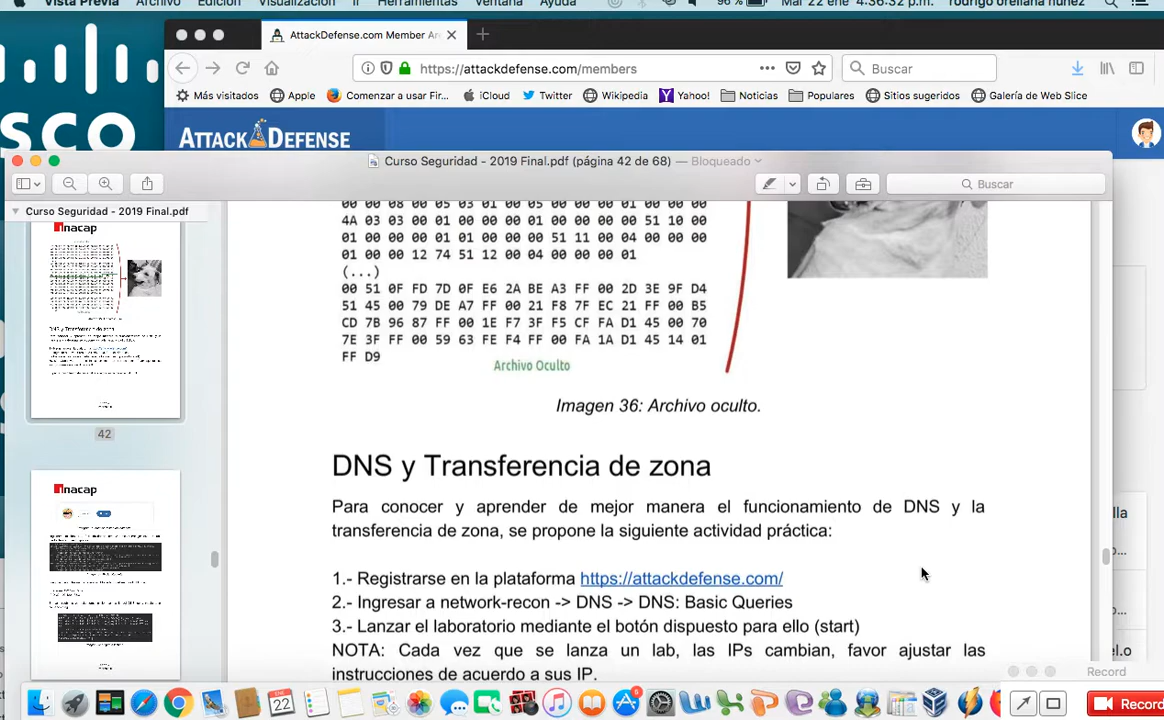 Vista Previa Archivo Edición Visualización Ir Herramientas Ventana Ayuda 96 % Mar 22 ene 4:36:32 p.m. rodrigo orellana nuñez
AttackDefense.com Member Ar
https://attackdefense.com/members
Buscar
Más visitados Apple Comenzar a usar Fir... iCloud Twitter Wikipedia Yahoo! Noticias Populares Sitios sugeridos Galería de Web Slice
SCO
ATTACK DEFENSE
Curso Seguridad - 2019 Final.pdf (página 42 de 68) — Bloqueado
Buscar
Curso Seguridad - 2019 Final.pdf
Inacap
DNS y Transferencia de zona
42
Inacap
00 00 08 00 05 03 01 00 05 00 00 00 01 00 00 00
4A 03 03 00 01 00 00 00 01 00 00 00 51 10 00 01
01 00 00 00 01 01 00 00 00 51 11 00 04 00 00 00
01 00 00 12 74 51 12 00 04 00 00 00 01
(...)
00 51 0F FD 7D 0F E6 2A BE A3 FF 00 2D 3E 9F D4
51 45 00 79 DE A7 FF 00 21 F8 7F EC 21 FF 00 B5
CD 7B 96 87 FF 00 1E F7 3F F5 CF FA D1 45 00 70
7E 3F FF 00 59 63 FE F4 FF 00 FA 1A D1 45 14 01
FF D9
Archivo Oculto
Imagen 36: Archivo oculto.
DNS y Transferencia de zona
Para conocer y aprender de mejor manera el funcionamiento de DNS y la
transferencia de zona, se propone la siguiente actividad práctica:
1.- Registrarse en la plataforma https://attackdefense.com/
2.- Ingresar a network-recon -> DNS -> DNS: Basic Queries
3.- Lanzar el laboratorio mediante el botón dispuesto para ello (start)
NOTA: Cada vez que se lanza un lab, las IPs cambian, favor ajustar las
instrucciones de acuerdo a sus IP.
lla
o...
o...
el.o
Record
Record
22